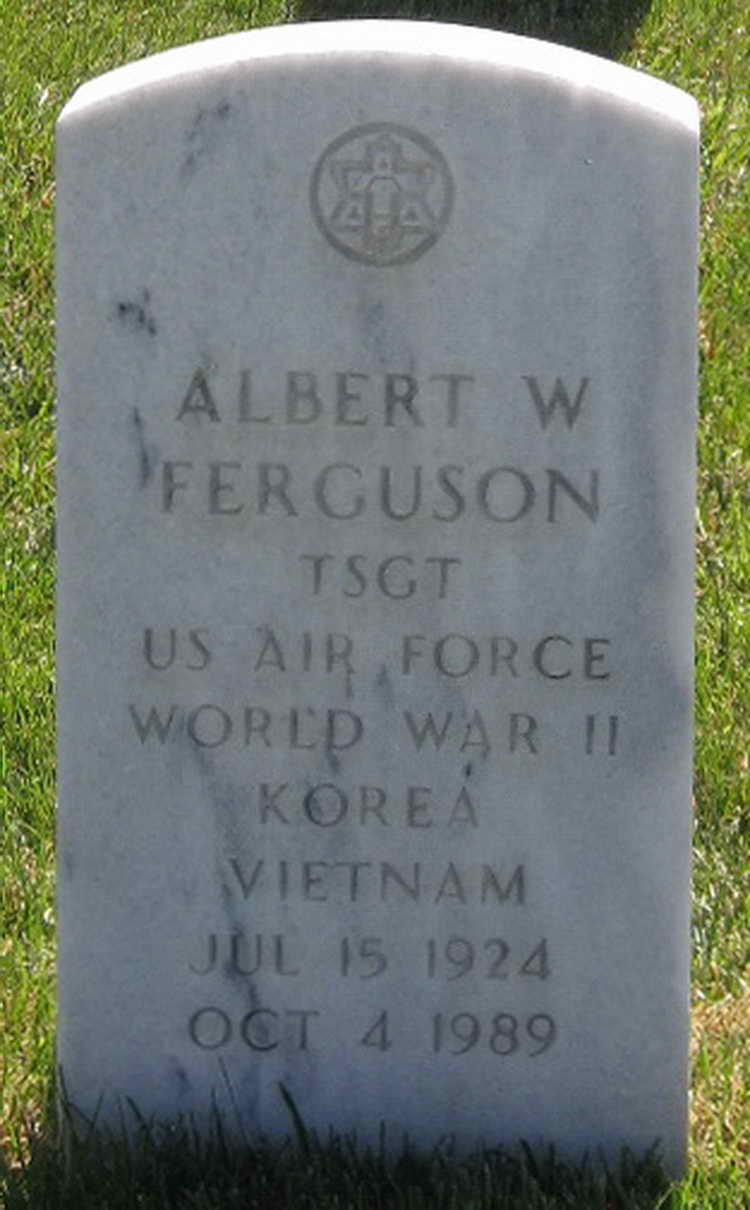 ALBERT W
FERGUSON
TSGT
US AIR FORCE
WORLD WAR II
KOREA
VIETNAM
JUL 15 1924
OCT 4 1989